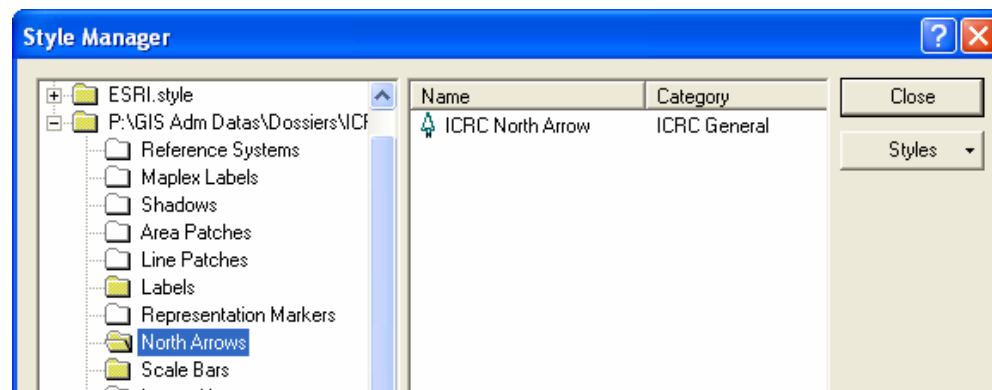 Style Manager
ESRI.style
P:\GIS Adm Datas\Dossiers\ICF
Reference Systems
Maplex Labels
Shadows
Area Patches
Line Patches
Labels
Representation Markers
North Arrows
Scale Bars
Name Category
ICRC North Arrow ICRC General
Close
Styles